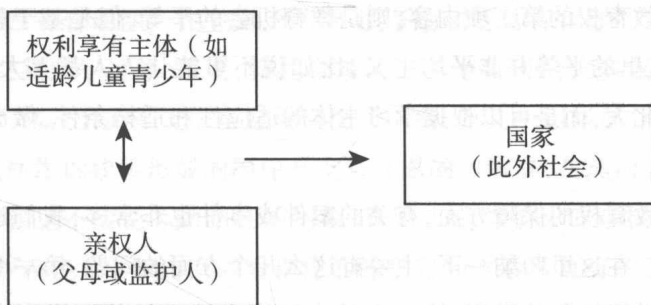 权利享有主体（如
适龄儿童青少年）
国家
（此外社会）
亲权人
（父母或监护人）